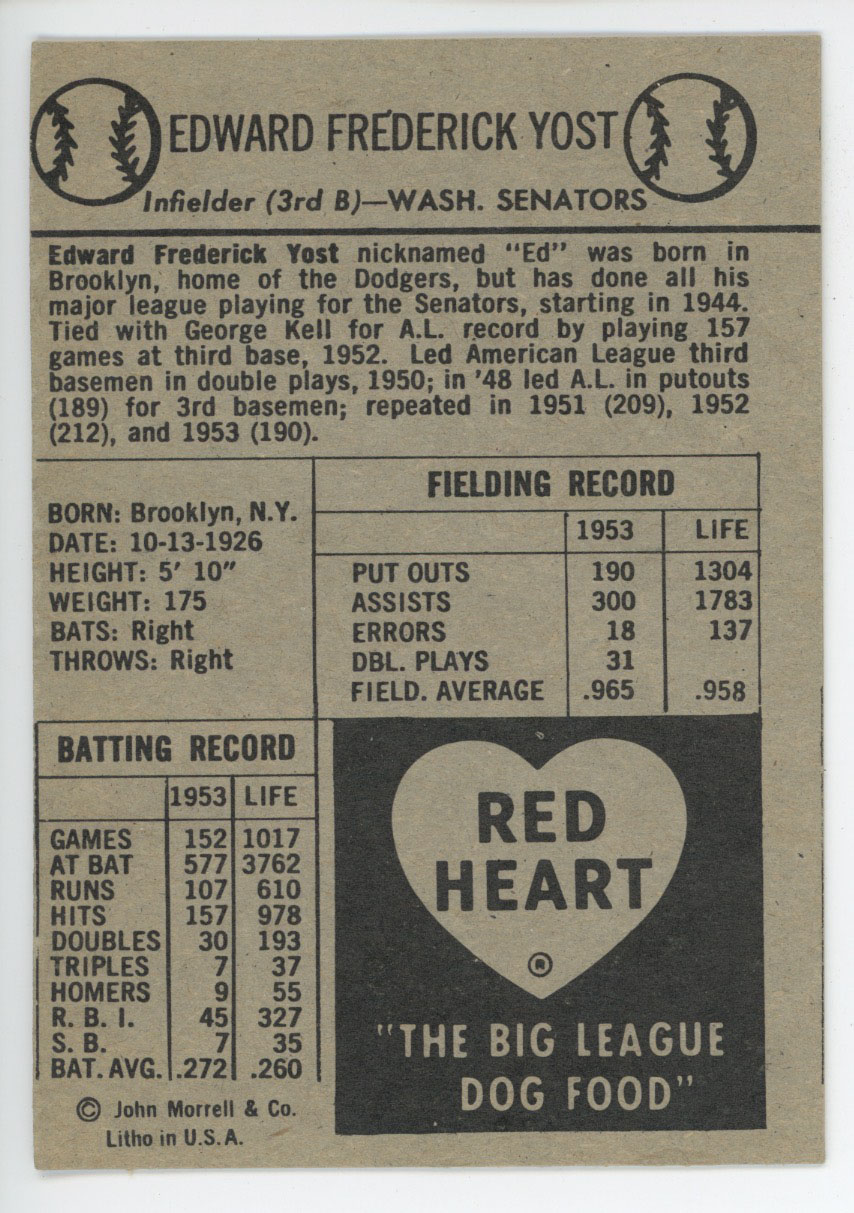 EDWARD FREDERICK YOST
Infielder (3rd B)—WASH. SENATORS
Edward Frederick Yost nicknamed "Ed" was born in
Brooklyn, home of the Dodgers, but has done all his
major league playing for the Senators, starting in 1944.
Tied with George Kell for A.L. record by playing 157
games at third base, 1952. Led American League third
basemen in double plays, 1950; in '48 led A.L. in putouts
(189) for 3rd basemen; repeated in 1951 (209), 1952
(212), and 1953 (190).
BORN: Brooklyn, N.Y.
DATE: 10-13-1926
HEIGHT: 5' 10"
WEIGHT: 175
BATS: Right
THROWS: Right
FIELDING RECORD
1953 LIFE
PUT OUTS 190 1304
ASSISTS 300 1783
ERRORS 18 137
DBL. PLAYS 31
FIELD. AVERAGE .965 .958
BATTING RECORD
1953 LIFE
GAMES 152 1017
AT BAT 577 3762
RUNS 107 610
HITS 157 978
DOUBLES 30 193
TRIPLES 7 37
HOMERS 9 55
R. B. I. 45 327
S. B. 7 35
BAT. AVG. .272 .260
© John Morrell & Co.
Litho in U.S.A.
RED
HEART
®
"THE BIG LEAGUE
DOG FOOD"